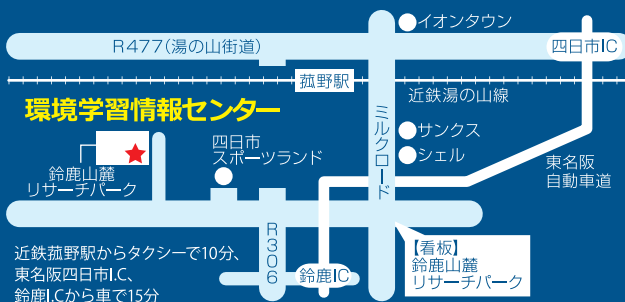 イオンタウン
R477(湯の山街道)
四日市IC
菰野駅
近鉄湯の山線
環境学習情報センター
ミルクロード
サンクス
シェル
四日市
スポーツランド
鈴鹿山麓
リサーチパーク
東名阪
自動車道
R306
鈴鹿IC
【看板】
鈴鹿山麓
リサーチパーク
近鉄菰野駅からタクシーで10分、
東名阪四日市I.C、
鈴鹿I.Cから車で15分